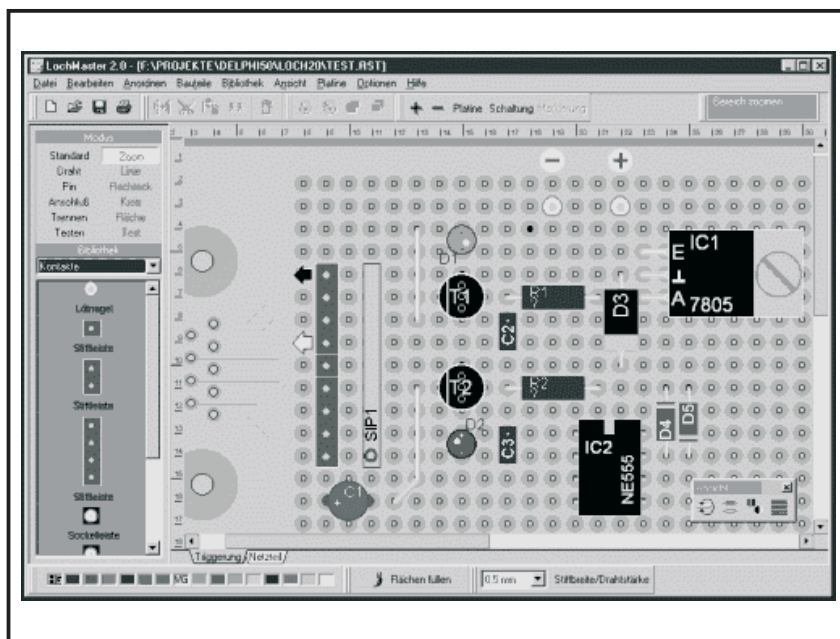 LochMaster 2.0 - [F:\PROJEKTE\DELPHI50\LOCH20\TEST.RST]
Datei Bearbeiten Anordnen Bauteile Bibliothek Ansicht Platine Optionen Hilfe
Platine Schaltung
Bereich zoomen
Modus
Standard Zoom
Draht Linie
Pin Rechteck
Anschluß Kreis
Trennen Fläche
Testen Text
Bibliothek
Kontakte
Lötnagel
Stiftleiste
Stiftleiste
Stiftleiste
Sockelleiste
- +
D1
T1
R1
C2
D3
IC1
E
A 7805
SIP1
T2
R2
D2
C3
C1
IC2
NE555
D4
D5
Netzteil
Flächen füllen
0.5 mm
Stiftbreite/Drahtstärke